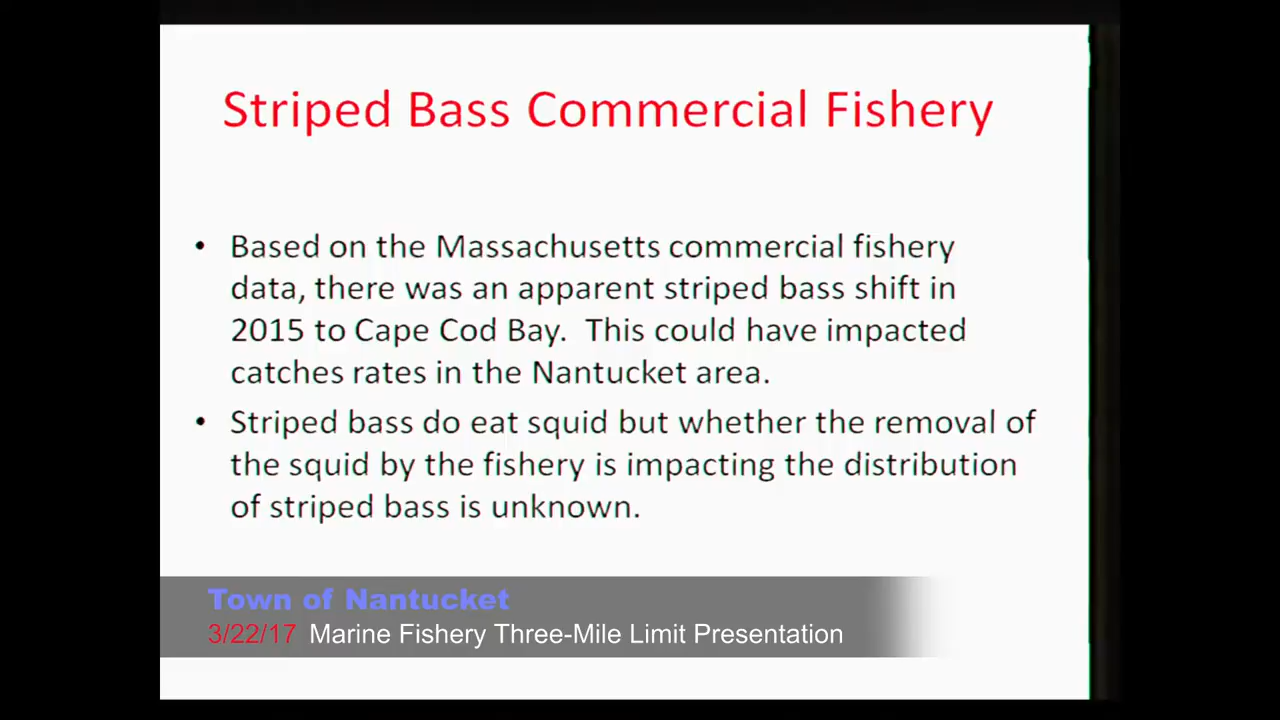 Striped Bass Commercial Fishery
• Based on the Massachusetts commercial fishery
data, there was an apparent striped bass shift in
2015 to Cape Cod Bay. This could have impacted
catches rates in the Nantucket area.
• Striped bass do eat squid but whether the removal of
the squid by the fishery is impacting the distribution
of striped bass is unknown.
Town of Nantucket
3/22/17 Marine Fishery Three-Mile Limit Presentation